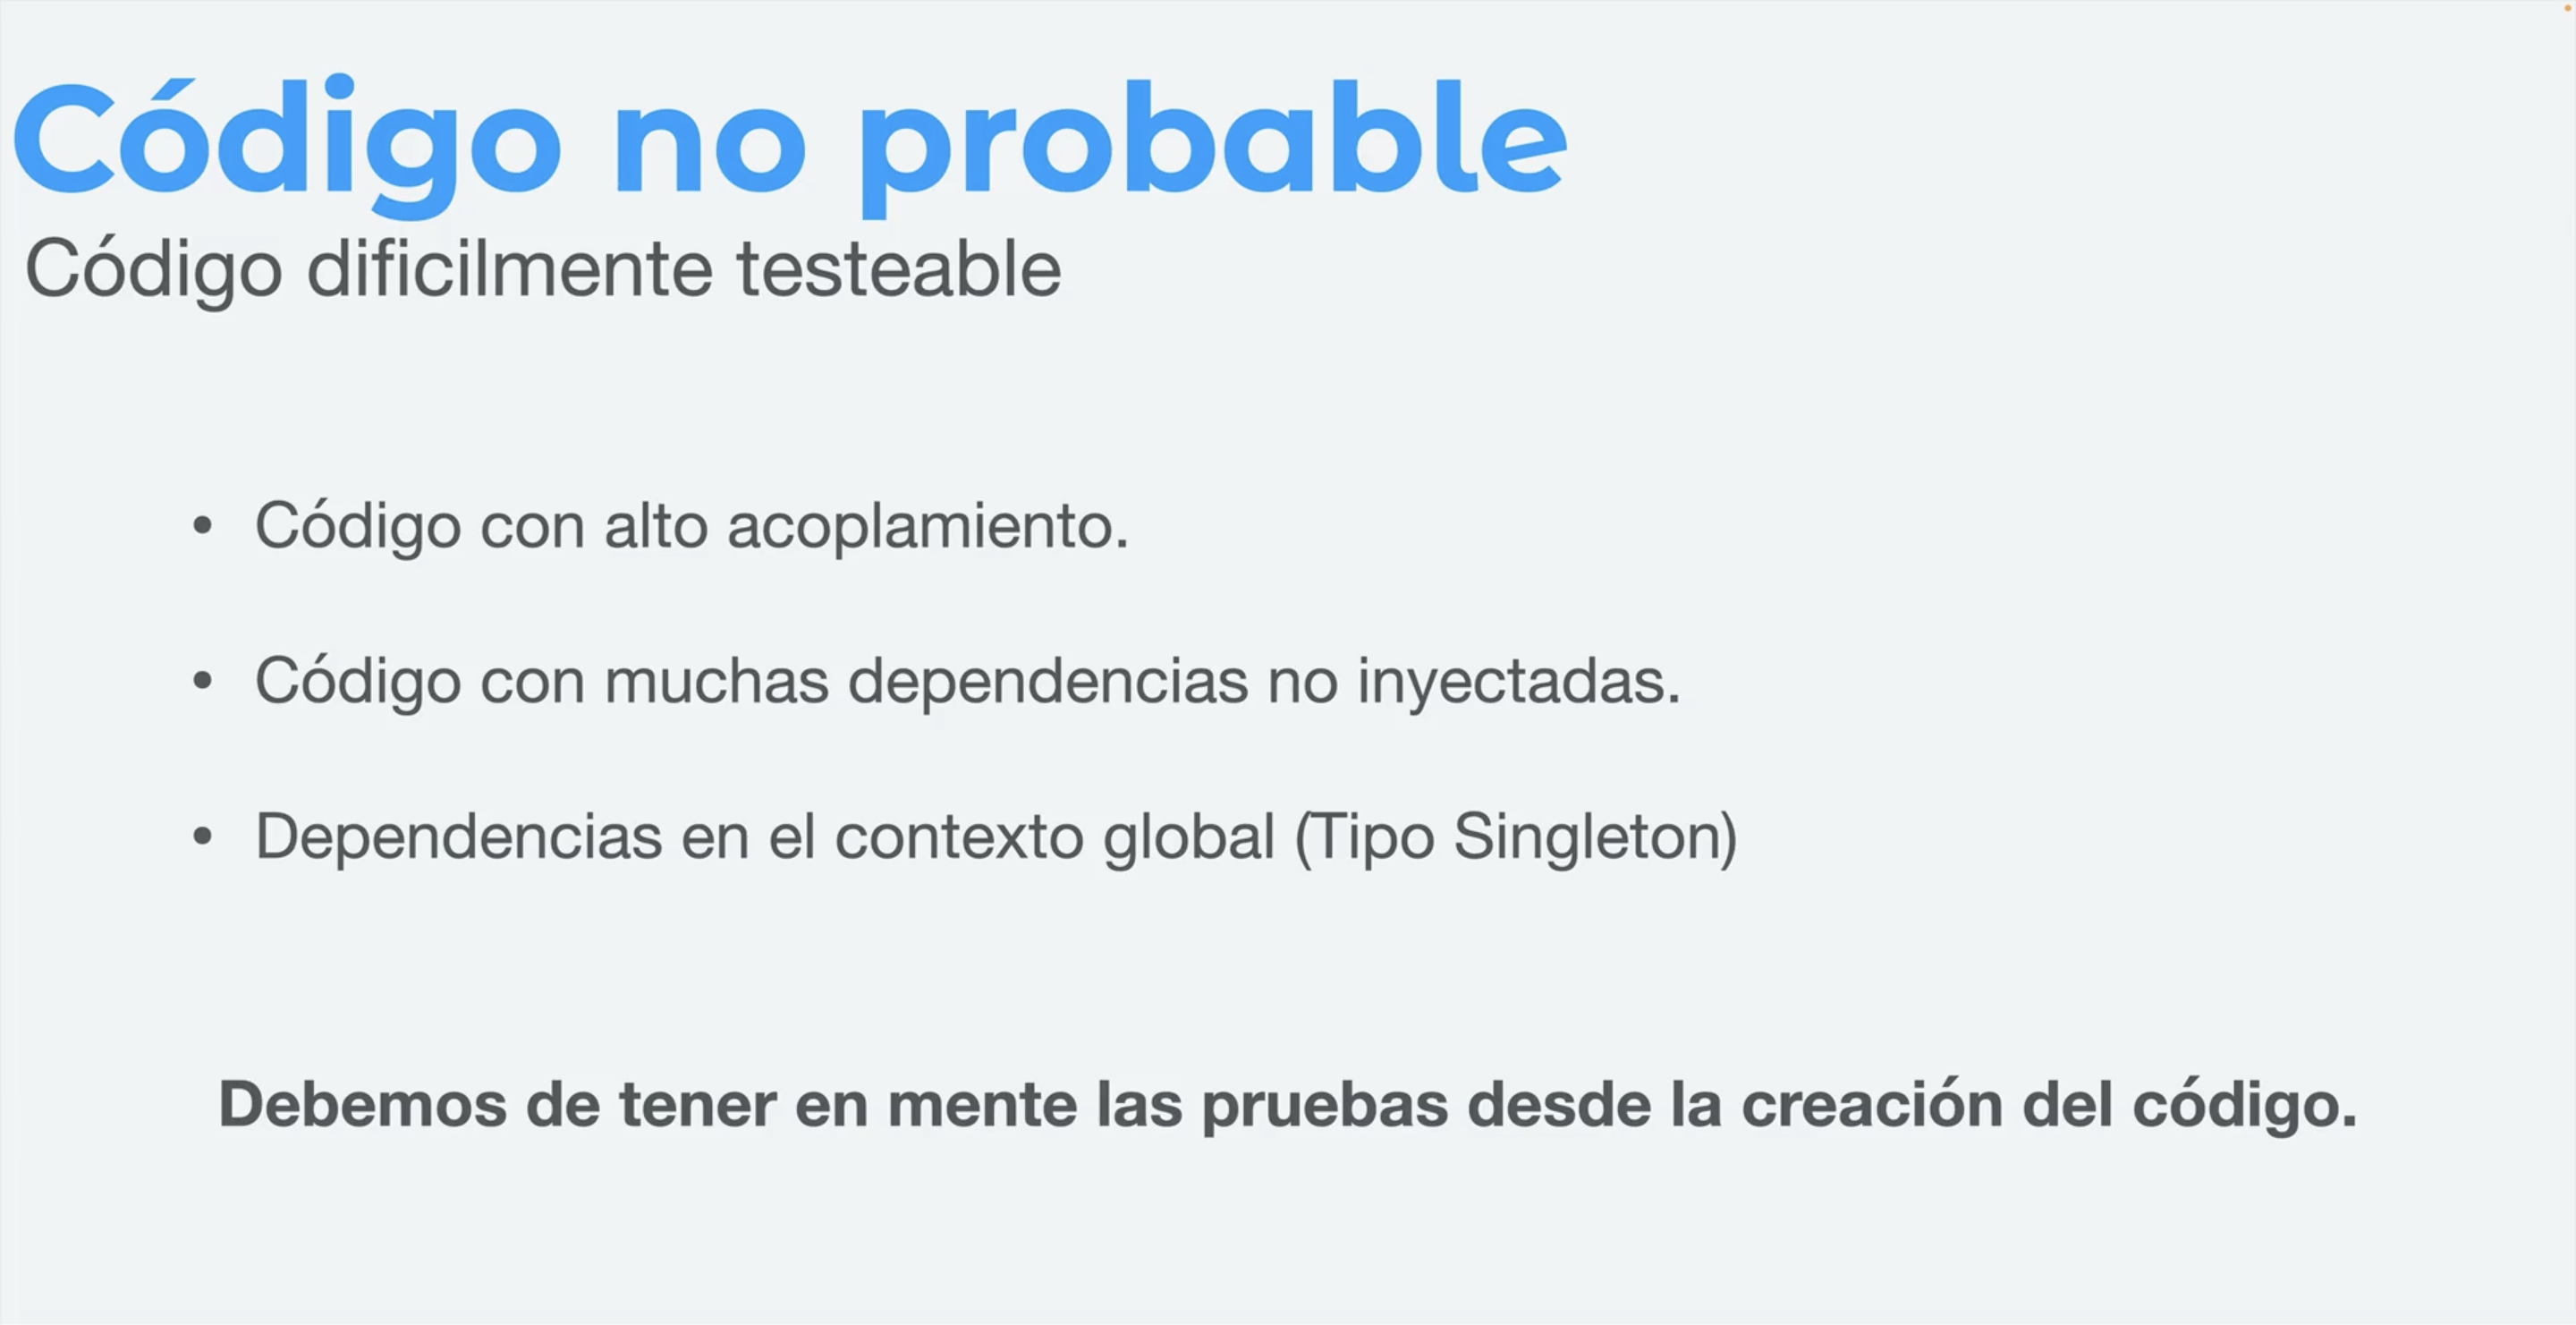 Código no probable
Código dificilmente testeable
• Código con alto acoplamiento.
• Código con muchas dependencias no inyectadas.
• Dependencias en el contexto global (Tipo Singleton)
Debemos de tener en mente las pruebas desde la creación del código.